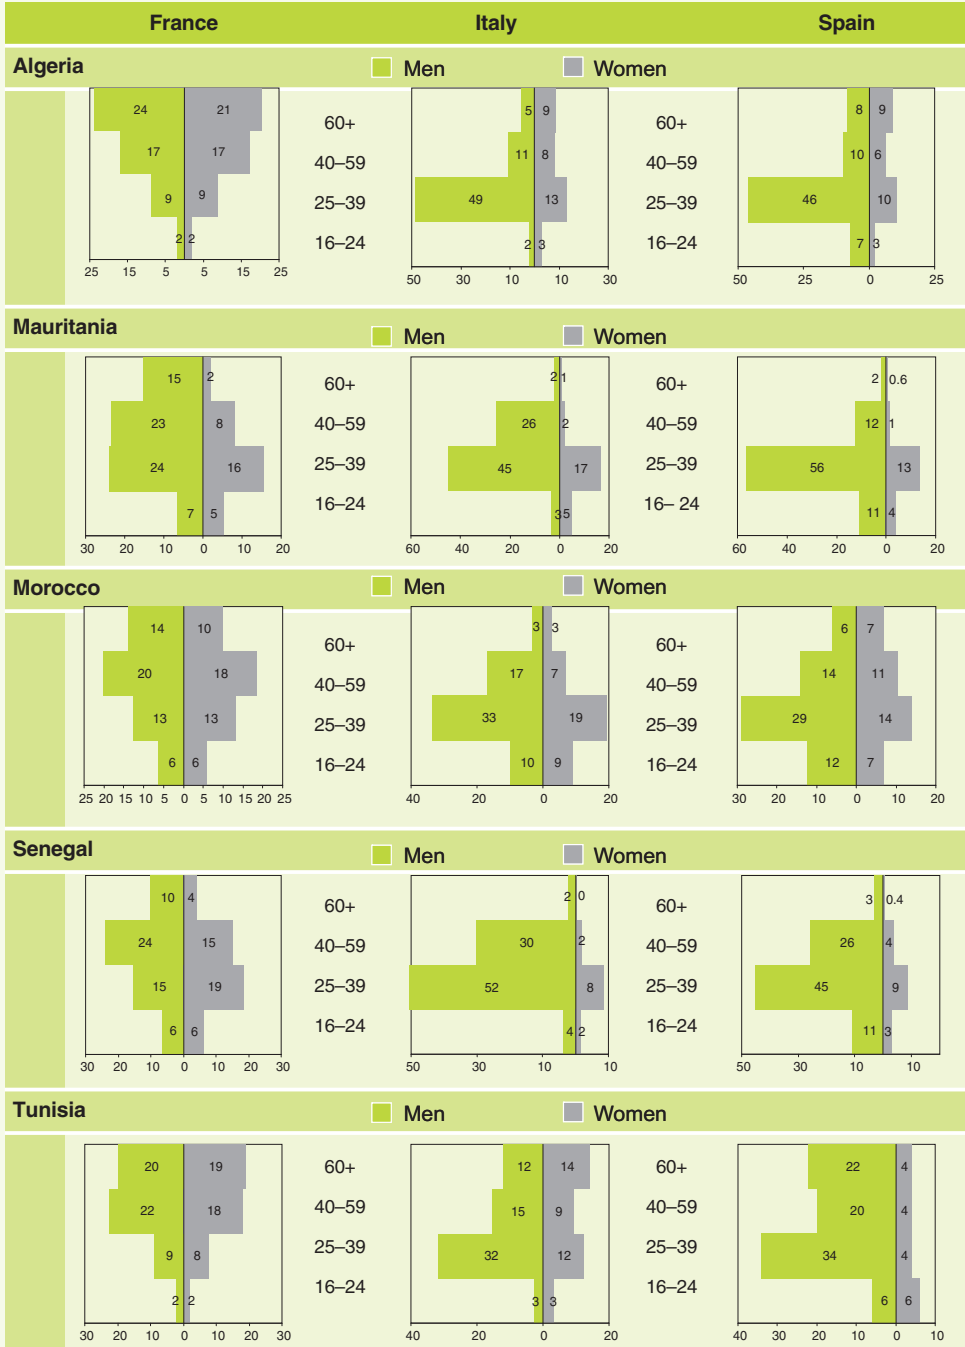 France Italy Spain
Algeria Men Women
24 21 60+ 5 9 60+ 8 9
17 17 40–59 11 8 40–59 10 6
9 9 25–39 49 13 25–39 46 10
2 2 16–24 2 3 16–24 7 3
25 15 5 5 15 25 50 30 10 10 30 50 25 0 25
Mauritania Men Women
15 2 60+ 2 1 60+ 2 0.6
23 8 40–59 26 2 40–59 12 1
24 16 25–39 45 17 25–39 56 13
7 5 16–24 3 5 16– 24 11 4
30 20 10 0 10 20 60 40 20 0 20 60 40 20 0 20
Morocco Men Women
14 10 60+ 3 3 60+ 6 7
20 18 40–59 17 7 40–59 14 11
13 13 25–39 33 19 25–39 29 14
6 6 16–24 10 9 16–24 12 7
25 20 15 10 5 0 5 10 15 20 25 40 20 0 20 30 20 10 0 10 20
Senegal Men Women
10 4 60+ 2 0 60+ 3 0.4
24 15 40–59 30 2 40–59 26 4
15 19 25–39 52 8 25–39 45 9
6 6 16–24 4 2 16–24 11 3
30 20 10 0 10 20 30 50 30 10 10 50 30 10 10
Tunisia Men Women
20 19 60+ 12 14 60+ 22 4
22 18 40–59 15 9 40–59 20 4
9 8 25–39 32 12 25–39 34 4
2 2 16–24 3 3 16–24 6 6
30 20 10 0 10 20 30 40 20 0 20 40 30 20 10 0 10